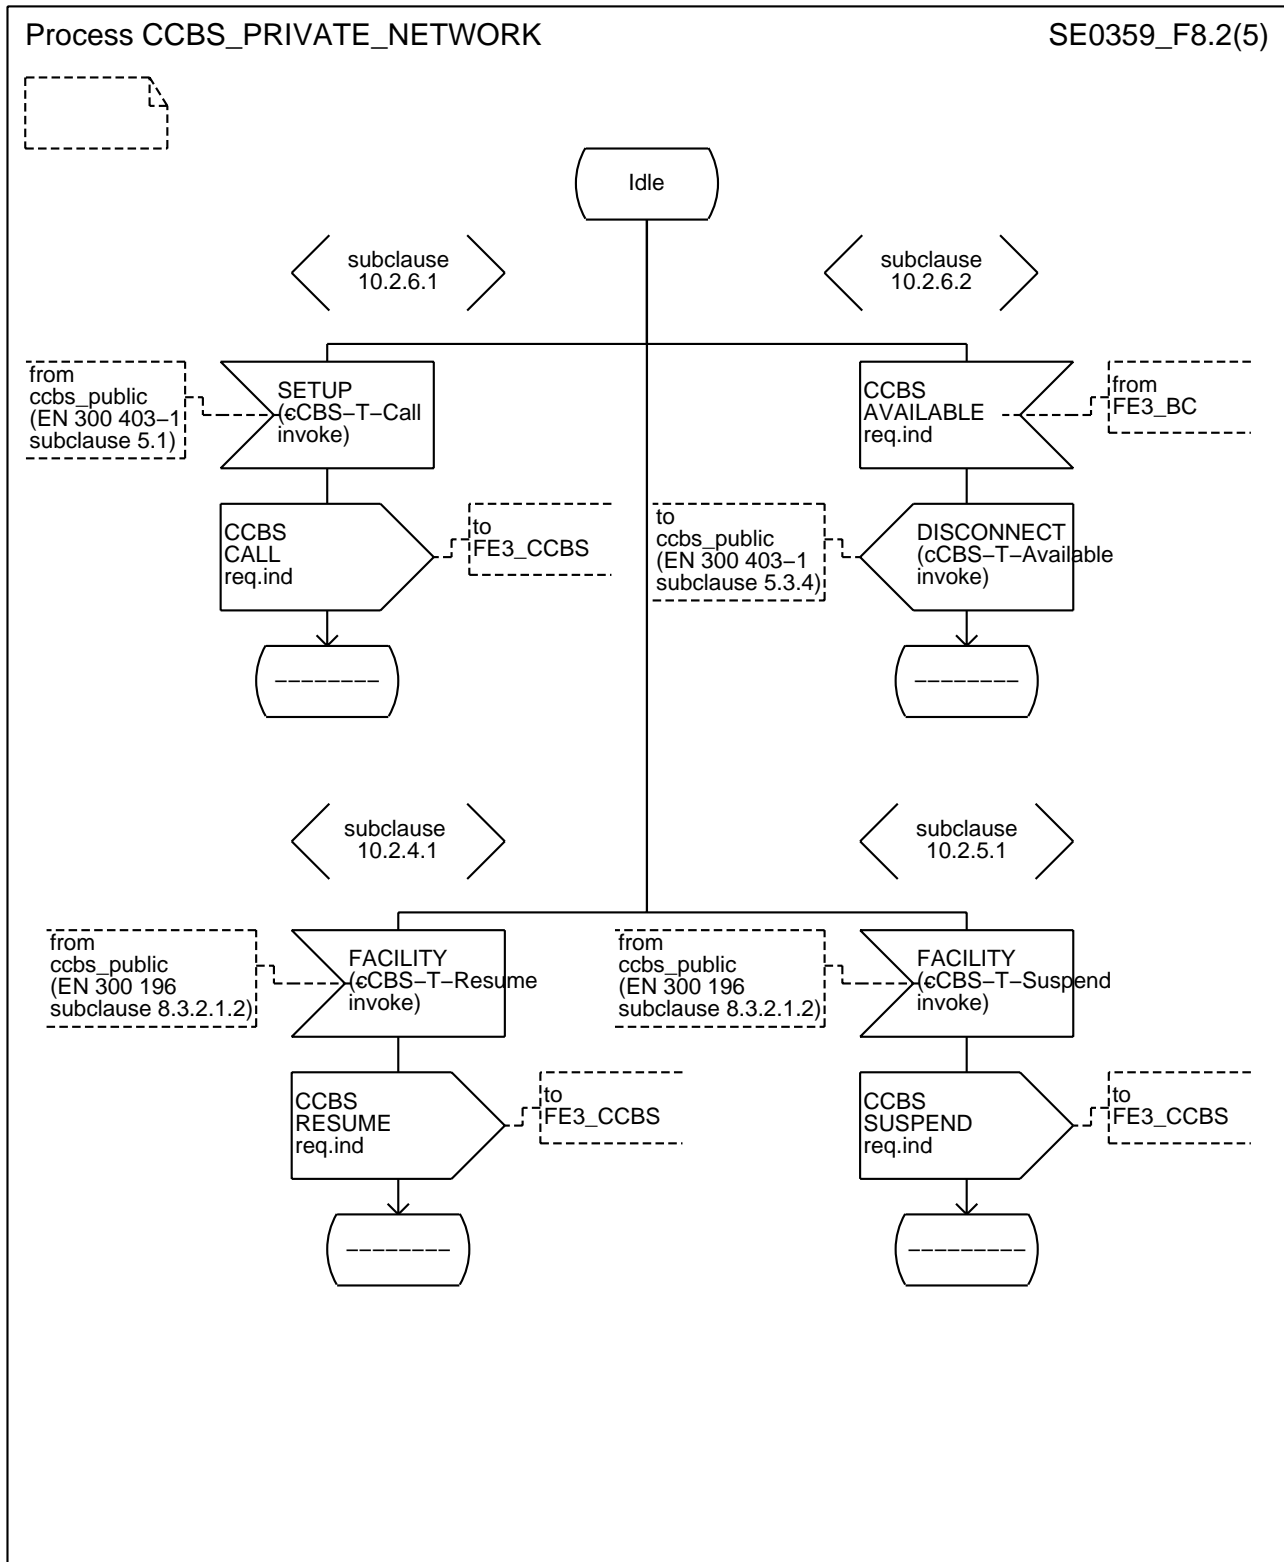 Process CCBS_PRIVATE_NETWORK
SE0359_F8.2(5)
Idle
subclause
10.2.6.1
subclause
10.2.6.2
from
ccbs_public
(EN 300 403–1
subclause 5.1)
SETUP
(cCBS–T–Call
invoke)
CCBS
AVAILABLE
req.ind
from
FE3_BC
CCBS
CALL
req.ind
to
FE3_CCBS
to
ccbs_public
(EN 300 403–1
subclause 5.3.4)
DISCONNECT
(cCBS–T–Available
invoke)
–––––––––
–––––––––
subclause
10.2.4.1
subclause
10.2.5.1
from
ccbs_public
(EN 300 196
subclause 8.3.2.1.2)
FACILITY
(cCBS–T–Resume
invoke)
from
ccbs_public
(EN 300 196
subclause 8.3.2.1.2)
FACILITY
(cCBS–T–Suspend
invoke)
CCBS
RESUME
req.ind
to
FE3_CCBS
CCBS
SUSPEND
req.ind
to
FE3_CCBS
–––––––––
–––––––––